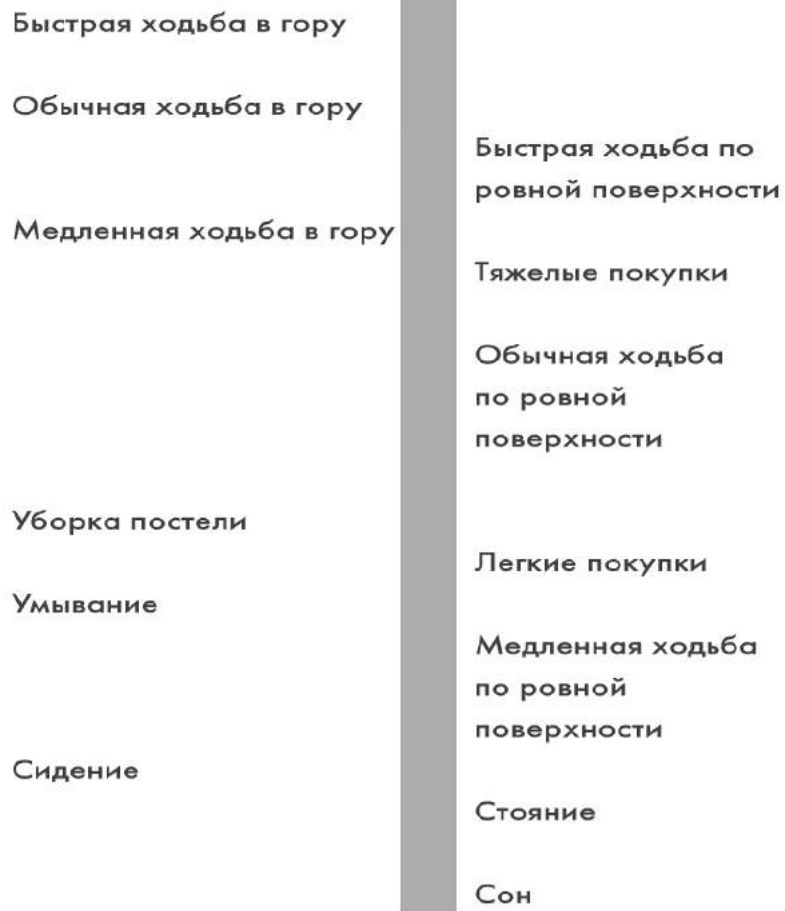 Быстрая ходьба в гору
Обычная ходьба в гору
Медленная ходьба в гору
Уборка постели
Умывание
Сидение
Быстрая ходьба по
ровной поверхности
Тяжелые покупки
Обычная ходьба
по ровной
поверхности
Легкие покупки
Медленная ходьба
по ровной
поверхности
Стояние
Сон